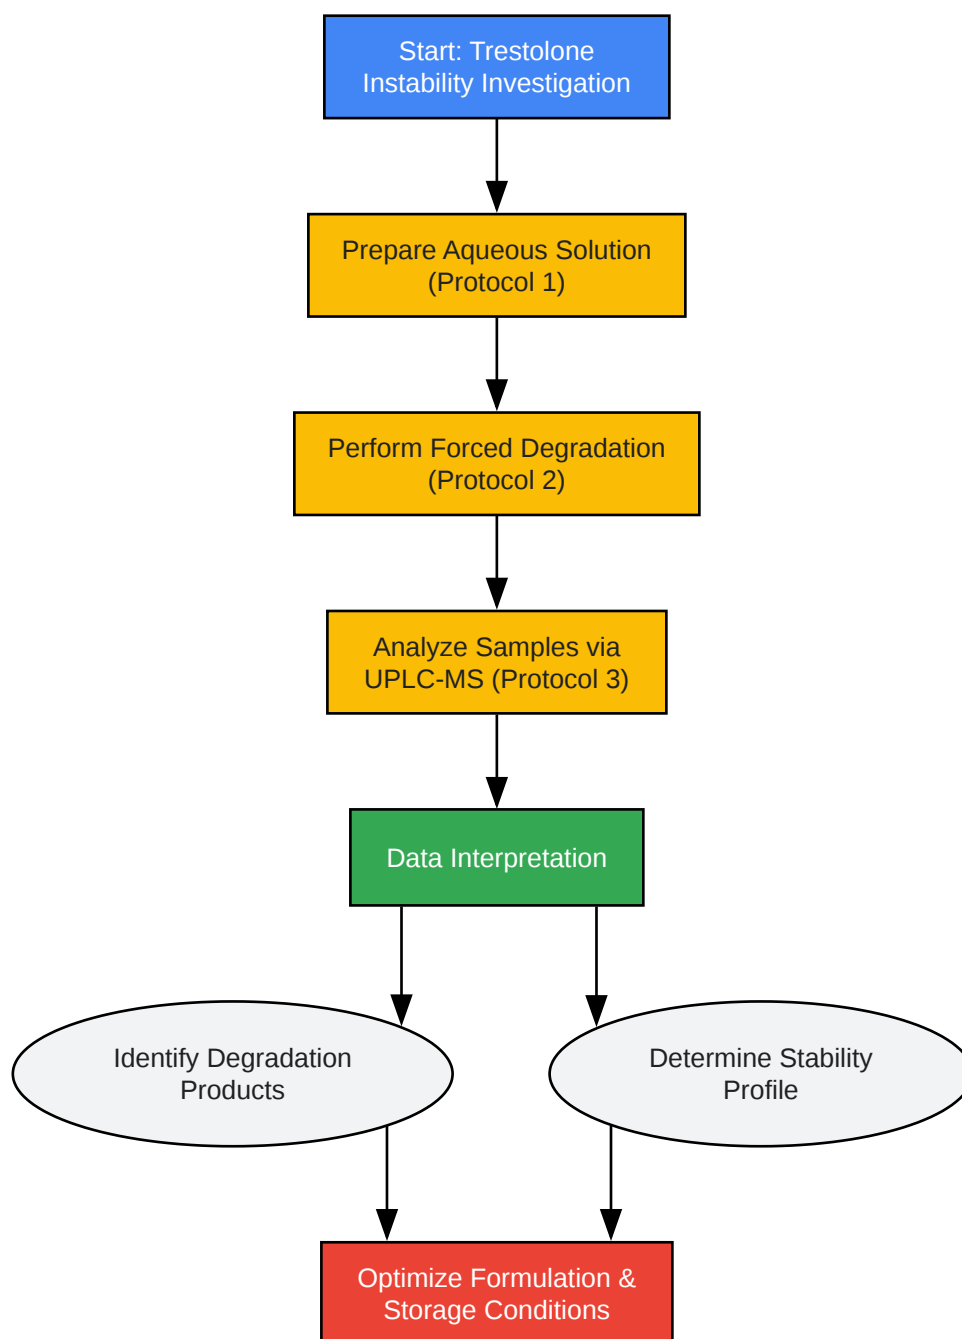 Start: Trestolone
Instability Investigation
Prepare Aqueous Solution
(Protocol 1)
Perform Forced Degradation
(Protocol 2)
Analyze Samples via
UPLC-MS (Protocol 3)
Data Interpretation
Identify Degradation
Products
Determine Stability
Profile
Optimize Formulation &
Storage Conditions